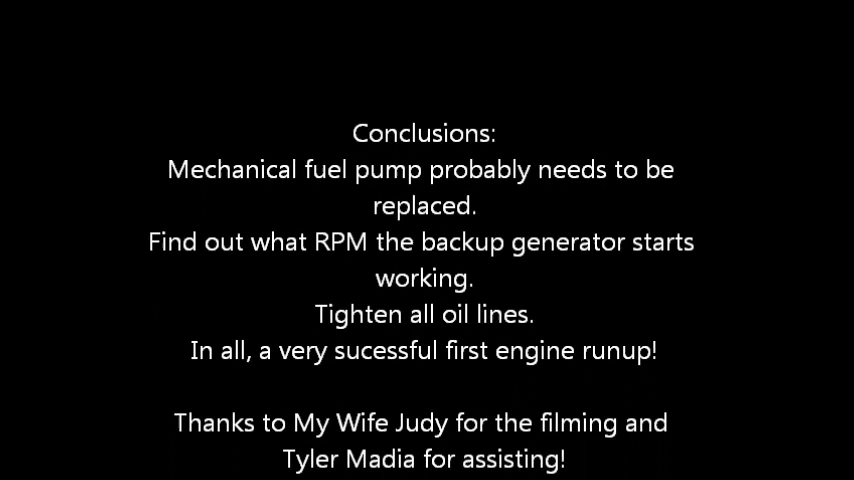 Conclusions:
Mechanical fuel pump probably needs to be
replaced.
Find out what RPM the backup generator starts
working.
Tighten all oil lines.
In all, a very sucessful first engine runup!
Thanks to My Wife Judy for the filming and
Tyler Madia for assisting!